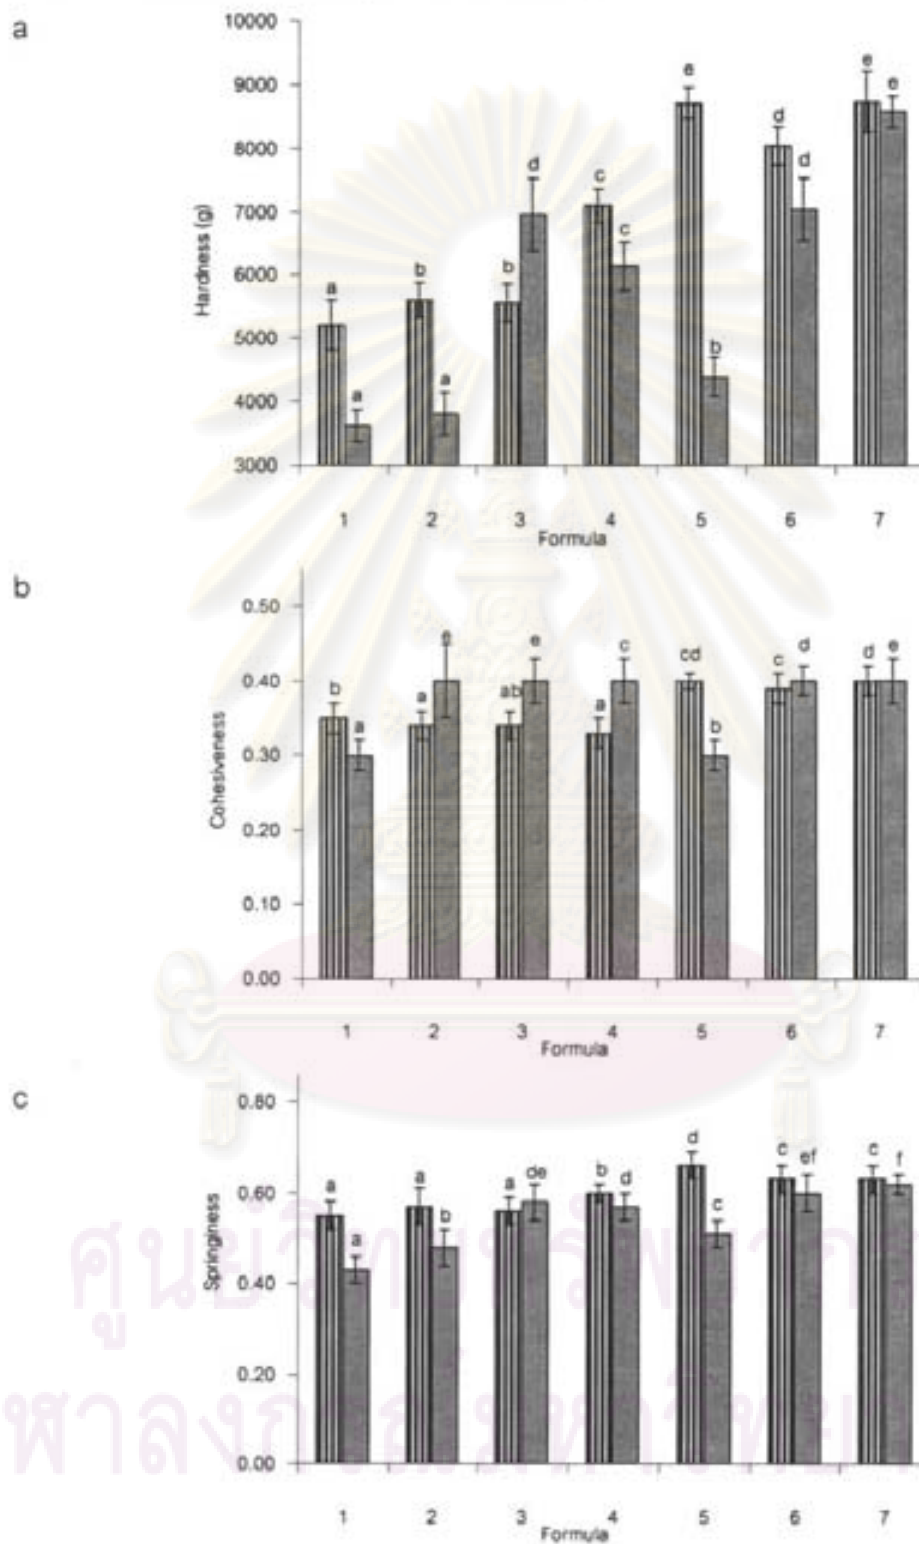 a
10000
9000
8000
7000
6000
5000
4000
3000
Hardness (g)
a a b a b d c c e b d d e e
1 2 3 4 5 6 7
Formula
b
0.50
0.40
0.30
0.20
0.10
0.00
Cohesiveness
b a a e ab e a c cd b c d d e
1 2 3 4 5 6 7
Formula
c
0.80
0.60
0.40
0.20
0.00
Springiness
a a a b a de b d d c c ef c f
1 2 3 4 5 6 7
Formula